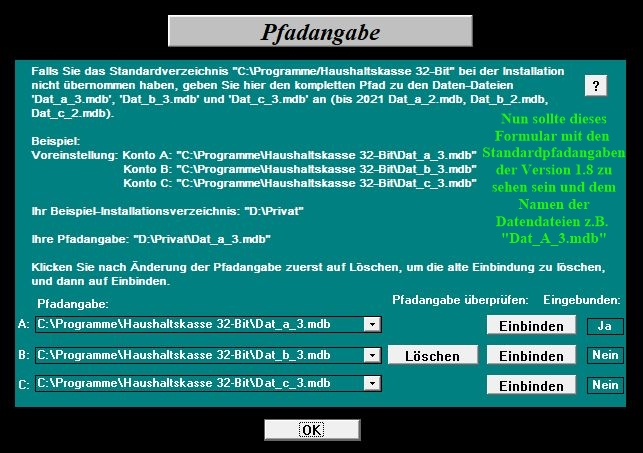 Pfadangabe
Falls Sie das Standardverzeichnis "C:\Programme/Haushaltskasse 32-Bit" bei der Installation
nicht übernommen haben, geben Sie hier den kompletten Pfad zu den Daten-Dateien
'Dat_a_3.mdb', 'Dat_b_3.mdb' und 'Dat_c_3.mdb' an (bis 2021 Dat_a_2.mdb, Dat_b_2.mdb,
Dat_c_2.mdb).
?
Nun sollte dieses
Formular mit den
Standardpfadangaben
der Version 1.8 zu
sehen sein und dem
Namen der
Datendateien z.B.
"Dat_A_3.mdb"
Beispiel:
Voreinstellung: Konto A: "C:\Programme\Haushaltskasse 32-Bit\Dat_a_3.mdb"
Konto B: "C:\Programme\Haushaltskasse 32-Bit\Dat_b_3.mdb"
Konto C: "C:\Programme\Haushaltskasse 32-Bit\Dat_c_3.mdb"
Ihr Beispiel-Installationsverzeichnis: "D:\Privat"
Ihre Pfadangabe: "D:\Privat\Dat_a_3.mdb"
Klicken Sie nach Änderung der Pfadangabe zuerst auf Löschen, um die alte Einbindung zu löschen,
und dann auf Einbinden.
Pfadangabe: Pfadangabe überprüfen: Eingebunden:
A: C:\Programme\Haushaltskasse 32-Bit\Dat_a_3.mdb Einbinden Ja
B: C:\Programme\Haushaltskasse 32-Bit\Dat_b_3.mdb Löschen Einbinden Nein
C: C:\Programme\Haushaltskasse 32-Bit\Dat_c_3.mdb Einbinden Nein
OK